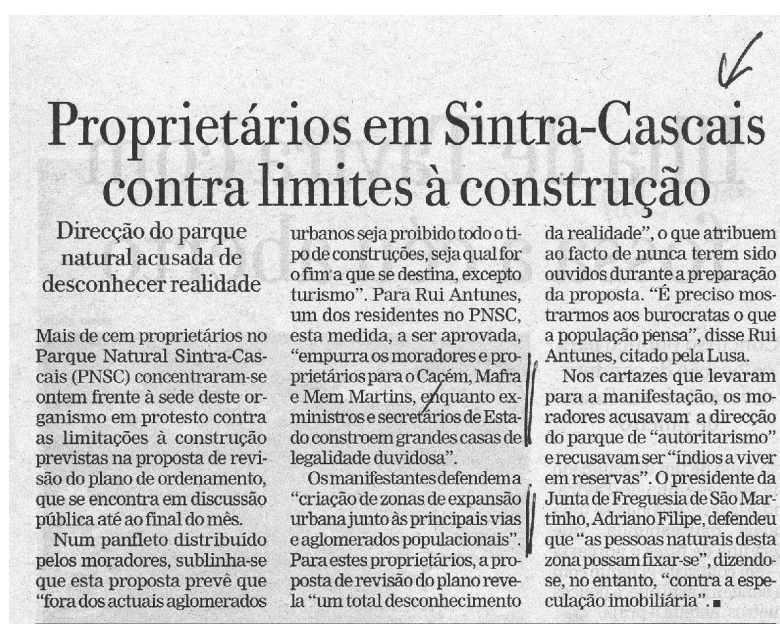 Proprietários em Sintra-Cascais
contra limites à construção
Direcção do parque
natural acusada de
desconhecer realidade
Mais de cem proprietários no
Parque Natural Sintra-Cas-
cais (PNSC) concentraram-se
ontem frente à sede deste or-
ganismo em protesto contra
as limitações à construção
previstas na proposta de revi-
são do plano de ordenamento,
que se encontra em discussão
pública até ao final do mês.
Num panfleto distribuído
pelos moradores, sublinha-se
que esta proposta prevê que
“fora dos actuais aglomerados
urbanos seja proibido todo o ti-
po de construções, seja qual for
o fim a que se destina, excepto
turismo”. Para Rui Antunes,
um dos residentes no PNSC,
esta medida, a ser aprovada,
“empurra os moradores e pro-
prietários para o Cacém, Mafra
e Mem Martins, enquanto ex-
ministros e secretários de Esta-
do constroem grandes casas de
legalidade duvidosa”.
Os manifestantes defendem a
“criação de zonas de expansão
urbana junto às principais vias
e aglomerados populacionais”.
Para estes proprietários, a pro-
posta de revisão do plano reve-
la “um total desconhecimento
da realidade”, o que atribuem
ao facto de nunca terem sido
ouvidos durante a preparação
da proposta. “É preciso mos-
trarmos aos burocratas o que
a população pensa”, disse Rui
Antunes, citado pela Lusa.
Nos cartazes que levaram
para a manifestação, os mo-
radores acusavam a direcção
do parque de “autoritarismo”
e recusavam ser “índios a viver
em reservas”. O presidente da
Junta de Freguesia de São Mar-
tinho, Adriano Filipe, defendeu
que “as pessoas naturais desta
zona possam fixar-se”, dizendo-
se, no entanto, “contra a espe-
culação imobiliária”. ■